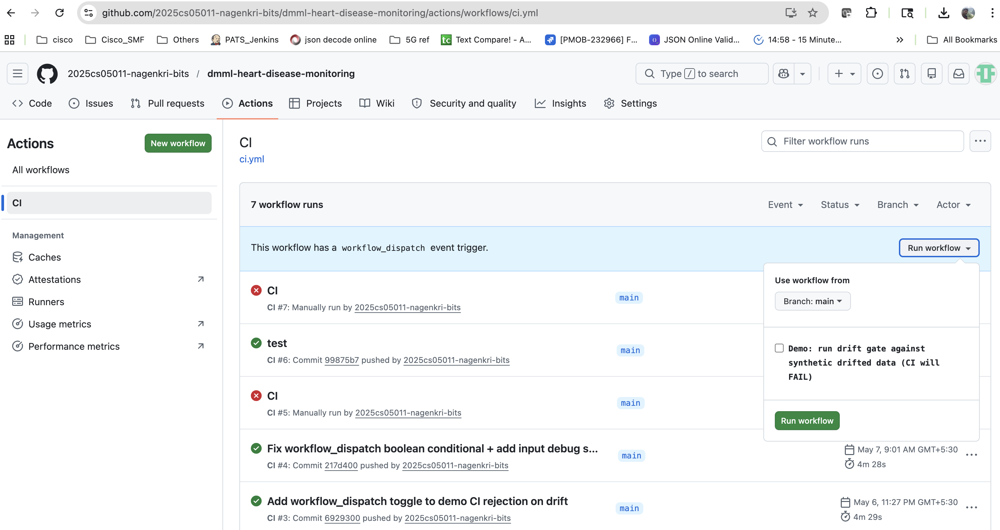 github.com/2025cs05011-nagenkri-bits/dmml-heart-disease-monitoring/actions/workflows/ci.yml
cisco
Cisco_SMF
Others
PATS_Jenkins
json decode online
5G ref
tc
Text Compare! - A...
[PMOB-232966] F...
JSON Online Valid...
14:58 - 15 Minute...
All Bookmarks
2025cs05011-nagenkri-bits / dmml-heart-disease-monitoring
Type / to search
Code
Issues
Pull requests
Actions
Projects
Wiki
Security and quality
Insights
Settings
Actions
New workflow
All workflows
CI
Management
Caches
Attestations
Runners
Usage metrics
Performance metrics
CI
ci.yml
Filter workflow runs
7 workflow runs
Event
Status
Branch
Actor
This workflow has a workflow_dispatch event trigger.
Run workflow
Use workflow from
Branch: main
Demo: run drift gate against
synthetic drifted data (CI will
FAIL)
Run workflow
CI
CI #7: Manually run by 2025cs05011-nagenkri-bits
main
test
CI #6: Commit 99875b7 pushed by 2025cs05011-nagenkri-bits
main
CI
CI #5: Manually run by 2025cs05011-nagenkri-bits
main
Fix workflow_dispatch boolean conditional + add input debug s...
CI #4: Commit 217d400 pushed by 2025cs05011-nagenkri-bits
main
May 7, 9:01 AM GMT+5:30
4m 28s
Add workflow_dispatch toggle to demo CI rejection on drift
CI #3: Commit 6929300 pushed by 2025cs05011-nagenkri-bits
main
May 6, 11:27 PM GMT+5:30
4m 29s